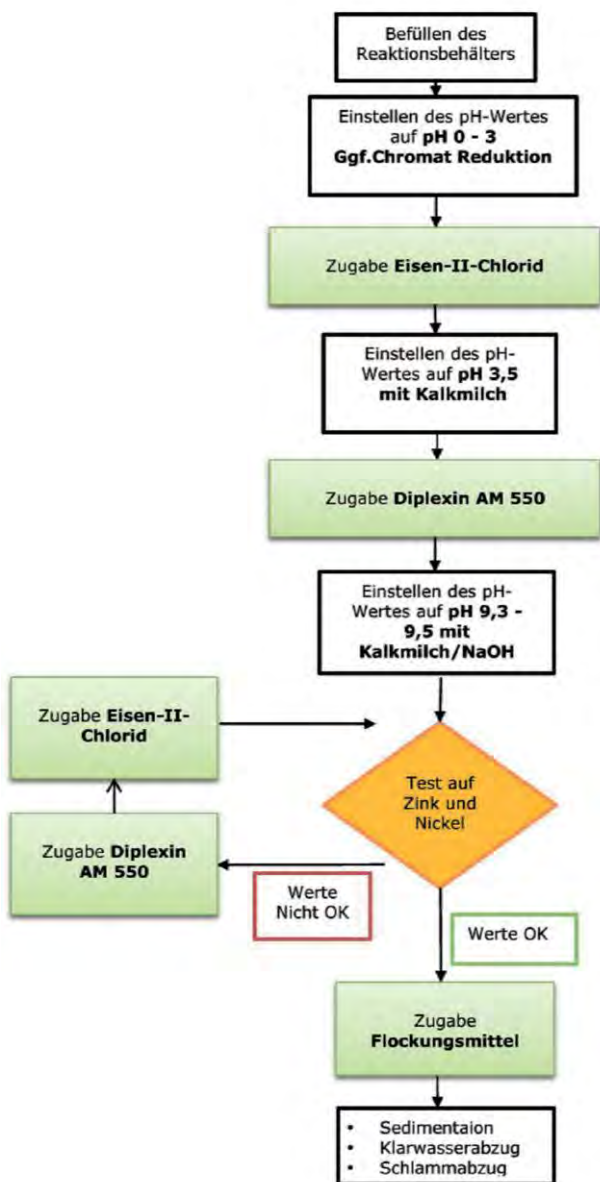 Befüllen des
Reaktionsbehälters
Einstellen des pH-Wertes
auf pH 0 - 3
Ggf.Chromat Reduktion
Zugabe Eisen-II-Chlorid
Einstellen des pH-
Wertes auf pH 3,5
mit Kalkmilch
Zugabe Diplexin AM 550
Einstellen des pH-
Wertes auf pH 9,3 -
9,5 mit
Kalkmilch/NaOH
Zugabe Eisen-II-
Chlorid
Test auf
Zink und
Nickel
Zugabe Diplexin
AM 550
Werte
Nicht OK
Werte OK
Zugabe
Flockungsmittel
• Sedimentaion
• Klarwasserabzug
• Schlammabzug